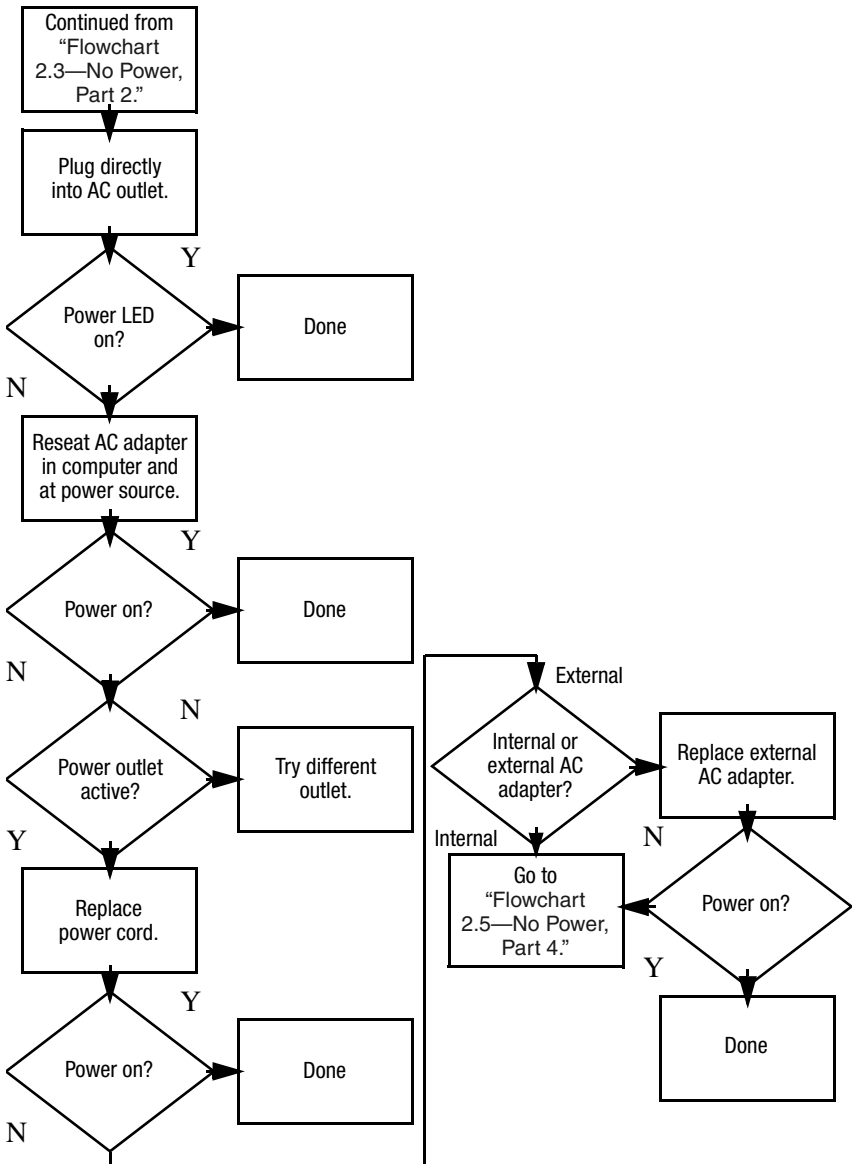 Continued from
“Flowchart
2.3—No Power,
Part 2.”
Plug directly
into AC outlet.
Y
Power LED
on?
Done
N
Reseat AC adapter
in computer and
at power source.
Y
Power on?
Done
N
N
Power outlet
active?
Try different
outlet.
Y
Replace
power cord.
Y
Power on?
Done
N
External
Internal or
external AC
adapter?
Replace external
AC adapter.
Internal
N
Go to
“Flowchart
2.5—No Power,
Part 4.”
Power on?
Y
Done